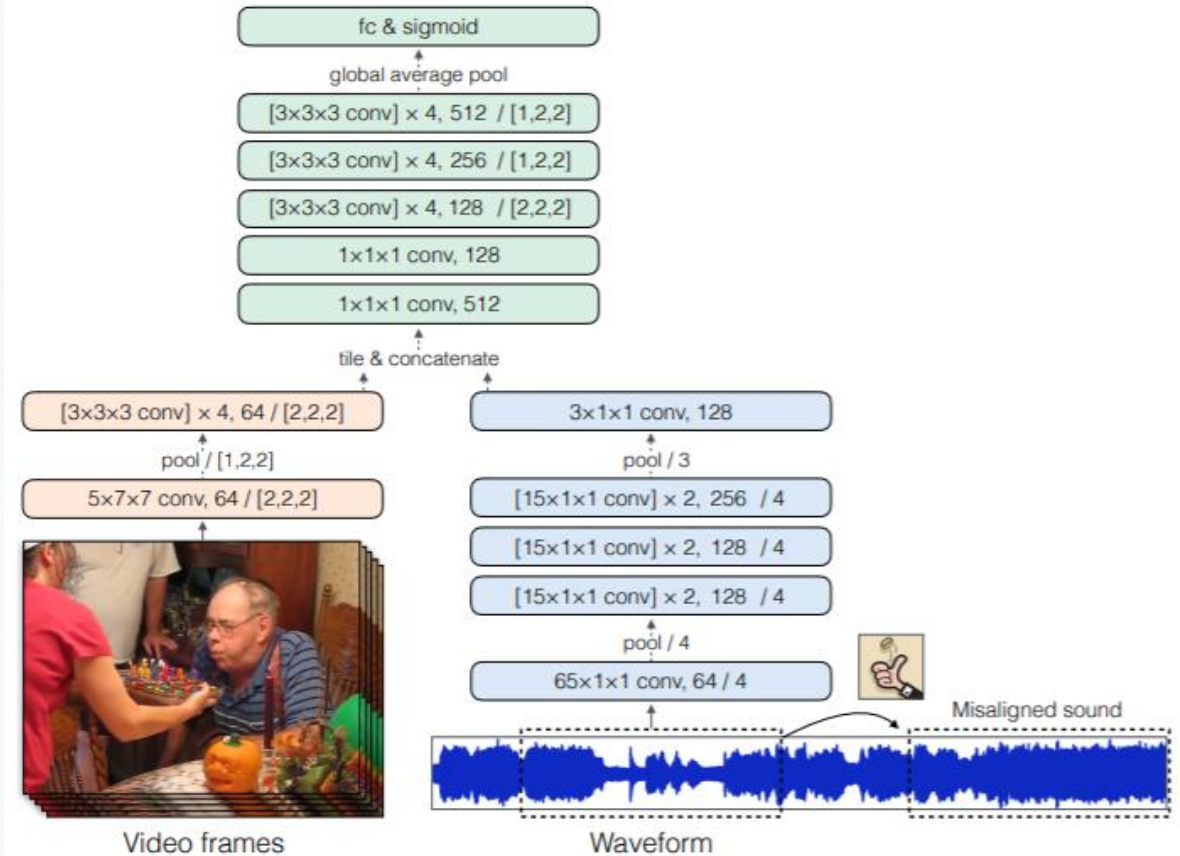 fc & sigmoid
global average pool
[3×3×3 conv] × 4, 512 / [1,2,2]
[3×3×3 conv] × 4, 256 / [1,2,2]
[3×3×3 conv] × 4, 128 / [2,2,2]
1×1×1 conv, 128
1×1×1 conv, 512
tile & concatenate
[3×3×3 conv] × 4, 64 / [2,2,2]
pool / [1,2,2]
5×7×7 conv, 64 / [2,2,2]
Video frames
3×1×1 conv, 128
pool / 3
[15×1×1 conv] × 2, 256 / 4
[15×1×1 conv] × 2, 128 / 4
[15×1×1 conv] × 2, 128 / 4
pool / 4
65×1×1 conv, 64 / 4
Misaligned sound
Waveform